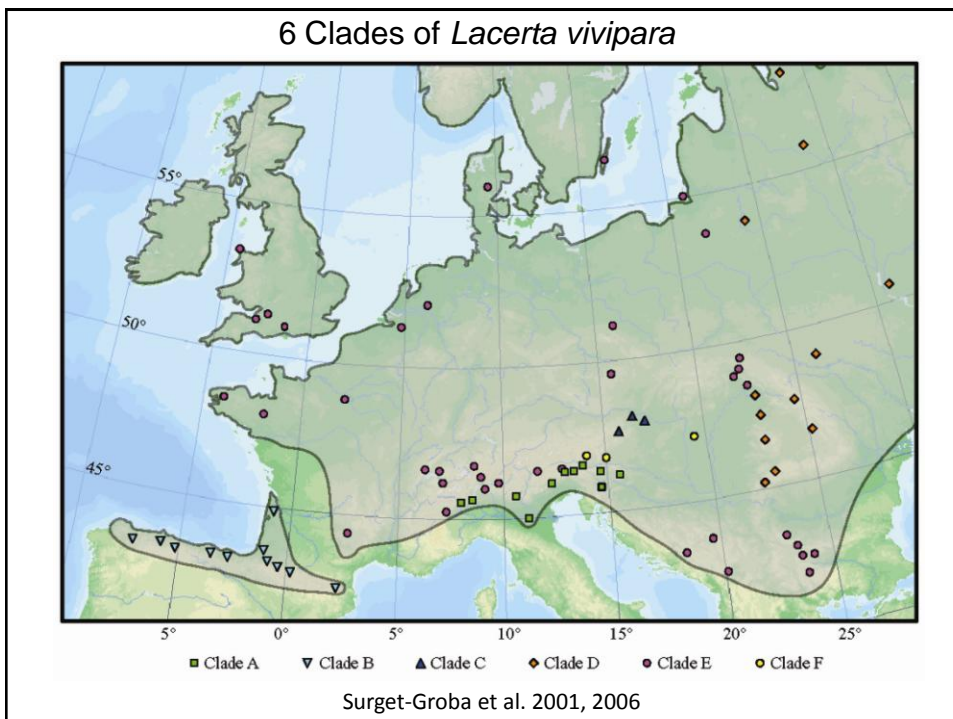 6 Clades of Lacerta vivipara
55°
50°
45°
5° 0° 5° 10° 15° 20° 25°
Clade A Clade B Clade C Clade D Clade E Clade F
Surget-Groba et al. 2001, 2006